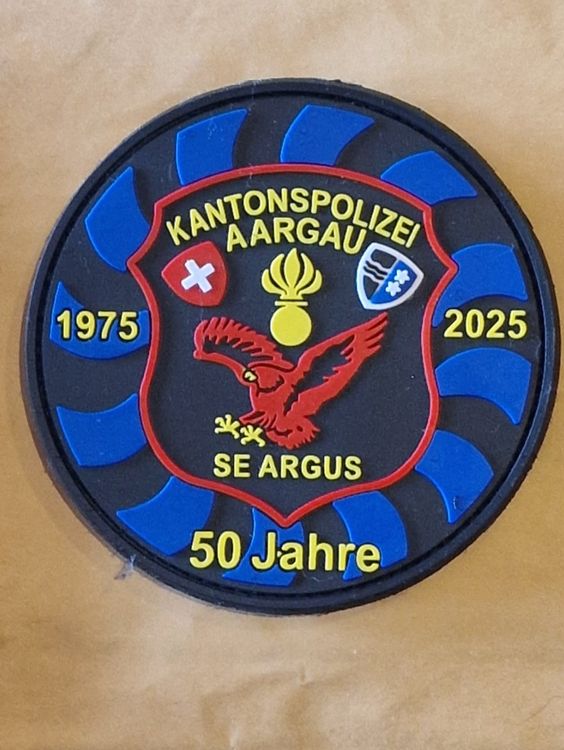 KANTONSPOLIZEI
AARGAU
1975
2025
SE ARGUS
50 Jahre